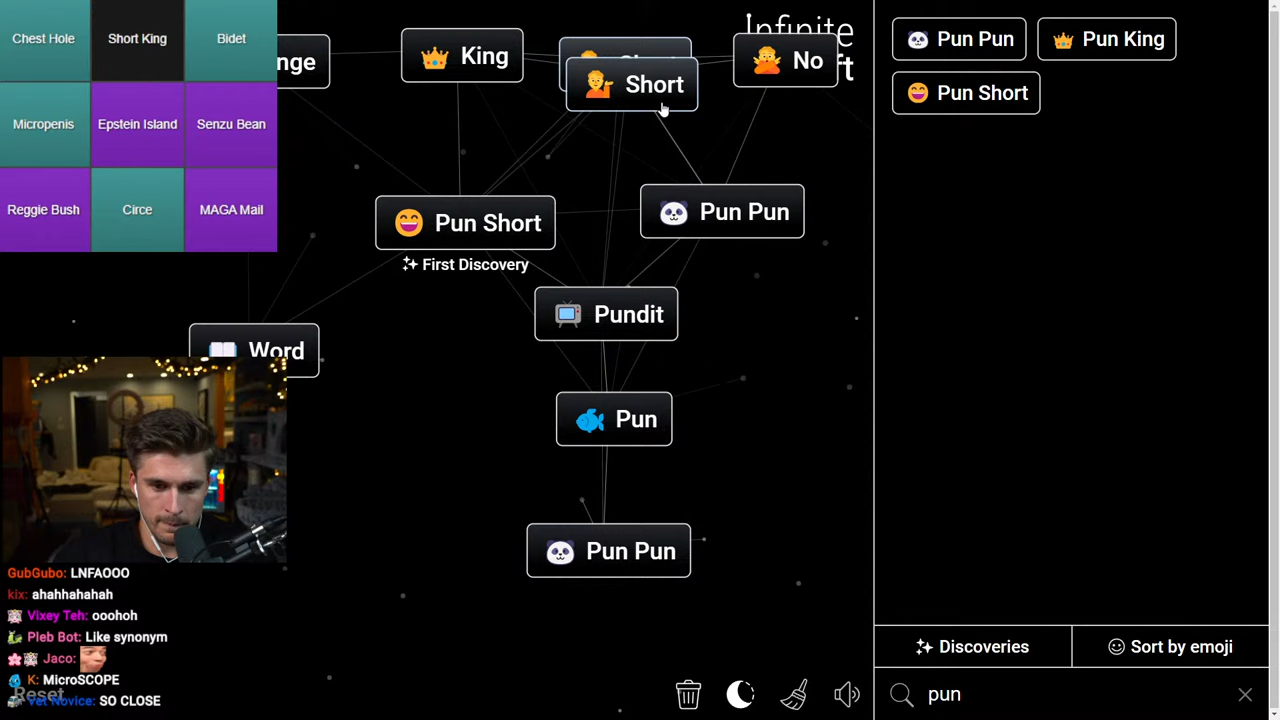 Chest Hole
Short King
Bidet
Micropenis
Epstein Island
Senzu Bean
Reggie Bush
Circe
MAGA Mail
nge
King
Short
No
Infinite
Pun Short
First Discovery
Pun Pun
Pundit
Word
Pun
Pun Pun
Pun Pun
Pun King
Pun Short
Discoveries
Sort by emoji
pun
GubGubo: LNFAOOO
kix: ahahhahahah
Vixey Teh: ooohoh
Pleb Bot: Like synonym
Jaco:
K: MicroSCOPE
Vet Novice: SO CLOSE
Reset